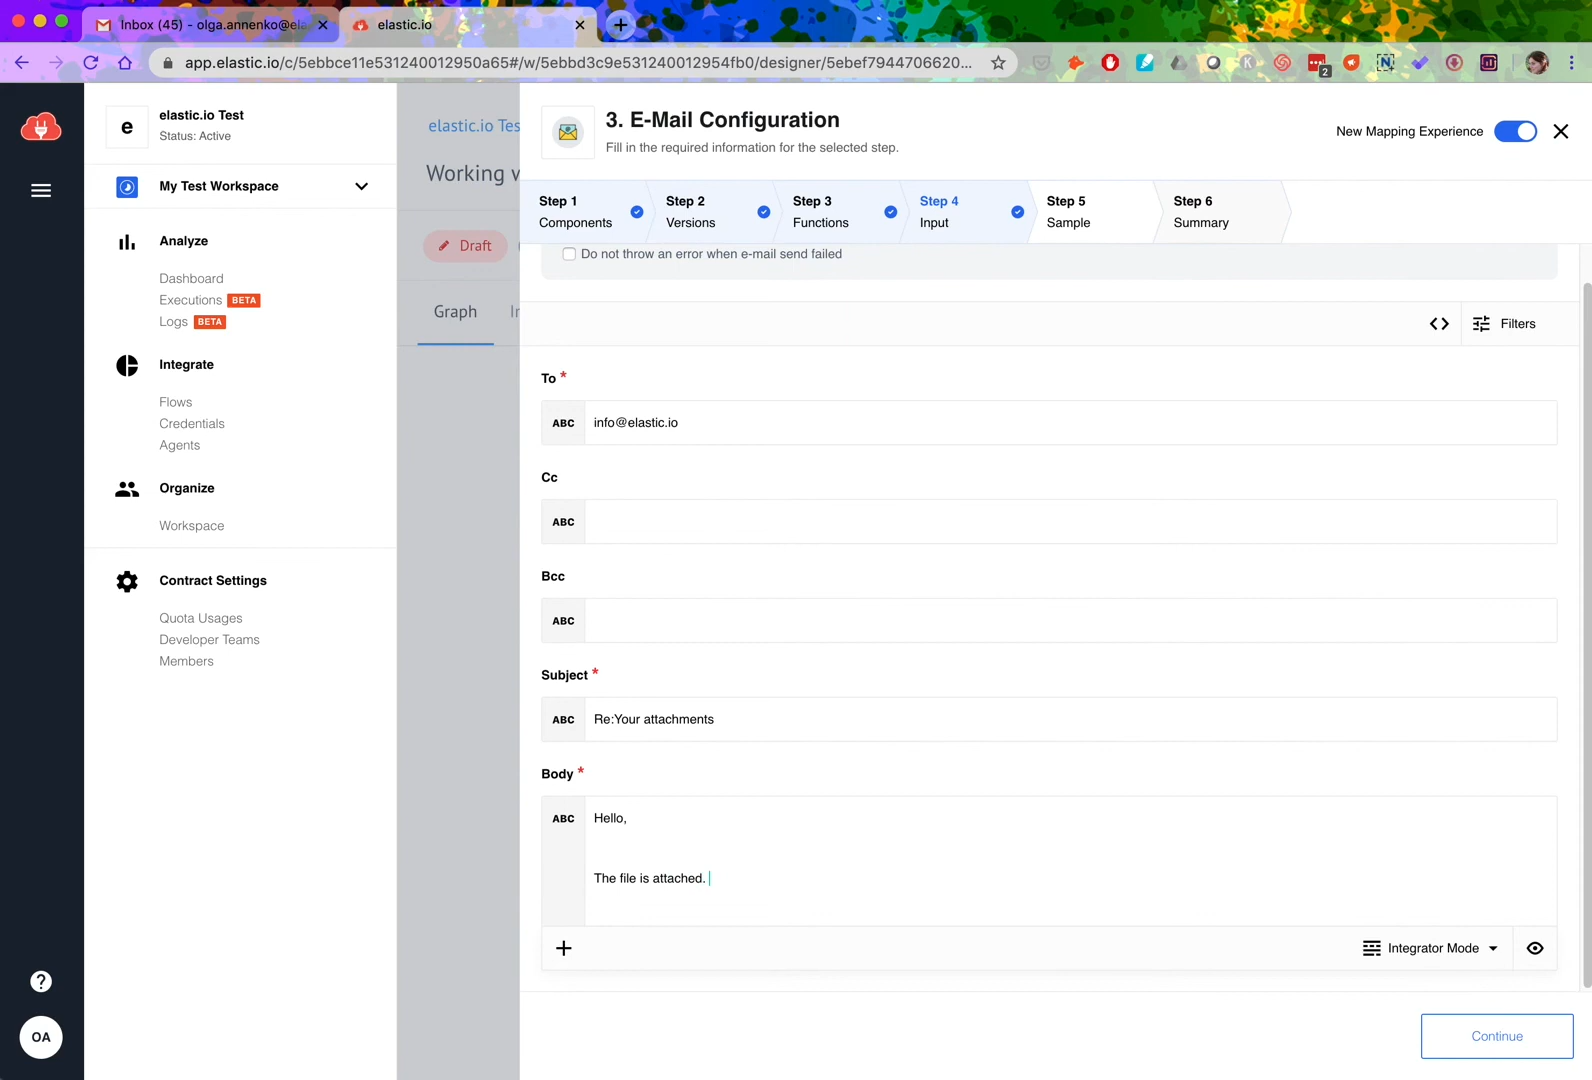 Inbox (45) - olga.annenko@ela
elastic.io
app.elastic.io/c/5ebbce11e531240012950a65#/w/5ebbd3c9e531240012954fb0/designer/5ebef7944706620...
2
elastic.io Test
Status: Active
My Test Workspace
Analyze
Dashboard
Executions BETA
Logs BETA
Integrate
Flows
Credentials
Agents
Organize
Workspace
Contract Settings
Quota Usages
Developer Teams
Members
?
OA
elastic.io Tes
Working
Draft
Graph
3. E-Mail Configuration
Fill in the required information for the selected step.
New Mapping Experience
Step 1
Components
Step 2
Versions
Step 3
Functions
Step 4
Input
Step 5
Sample
Step 6
Summary
Do not throw an error when e-mail send failed
Filters
To *
ABC info@elastic.io
Cc
ABC
Bcc
ABC
Subject *
ABC Re:Your attachments
Body *
ABC Hello,
The file is attached.
Integrator Mode
Continue